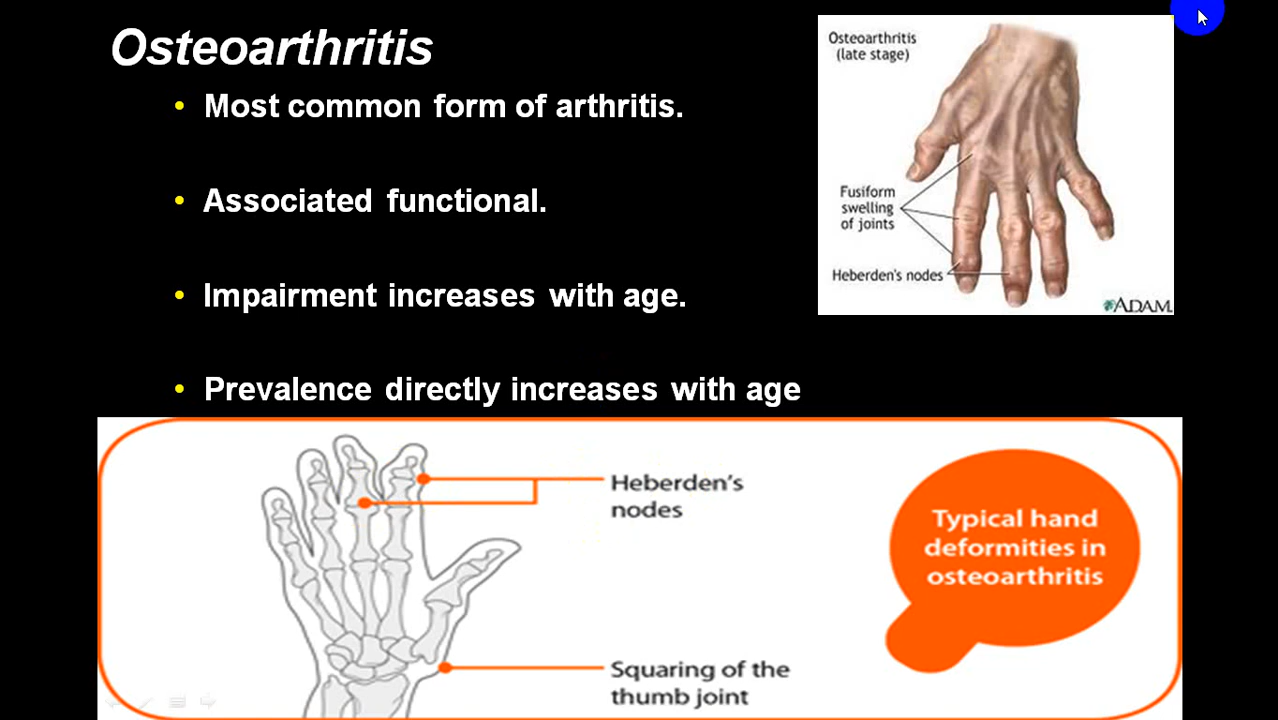 Osteoarthritis
• Most common form of arthritis.
• Associated functional.
• Impairment increases with age.
• Prevalence directly increases with age
Osteoarthritis
(late stage)
Fusiform
swelling
of joints
Heberden's nodes
ADAM.
Heberden's
nodes
Squaring of the
thumb joint
Typical hand
deformities in
osteoarthritis